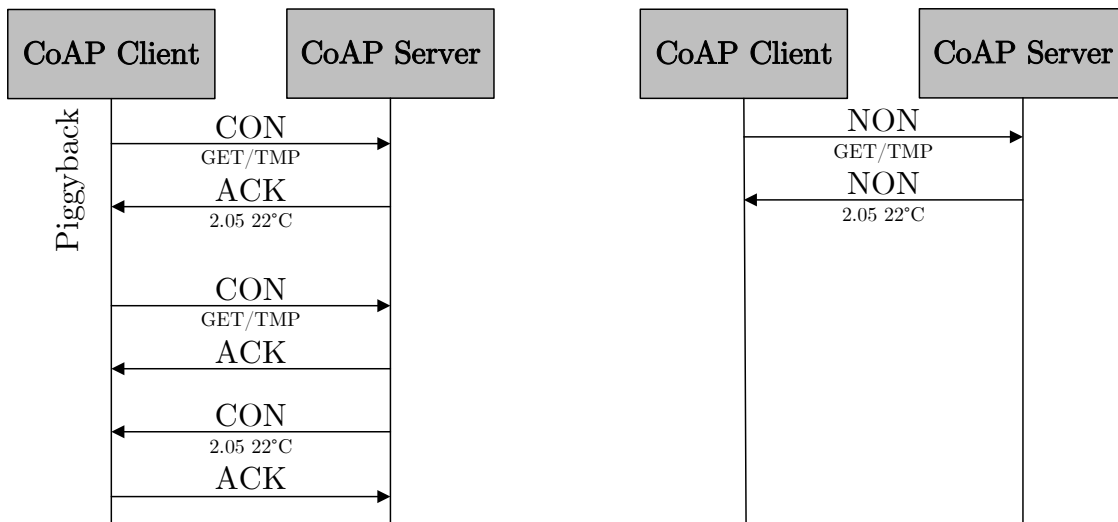 CoAP Client
CoAP Server
Piggyback
CON
GET/TMP
ACK
2.05 22°C
CON
GET/TMP
ACK
CON
2.05 22°C
ACK
CoAP Client
CoAP Server
NON
GET/TMP
NON
2.05 22°C